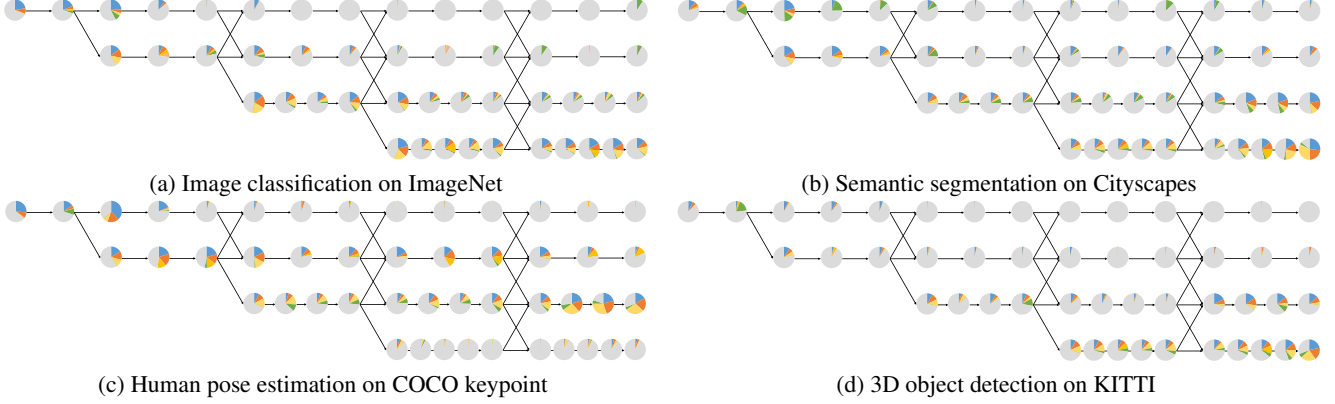 (a) Image classification on ImageNet
(b) Semantic segmentation on Cityscapes
(c) Human pose estimation on COCO keypoint
(d) 3D object detection on KITTI